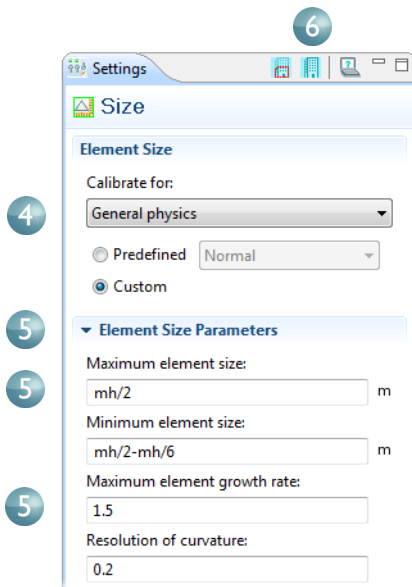 6
Settings
Size
Element Size
Calibrate for:
4
General physics
Predefined Normal
Custom
5
Element Size Parameters
Maximum element size:
5
mh/2 m
Minimum element size:
mh/2-mh/6 m
Maximum element growth rate:
5
1.5
Resolution of curvature:
0.2